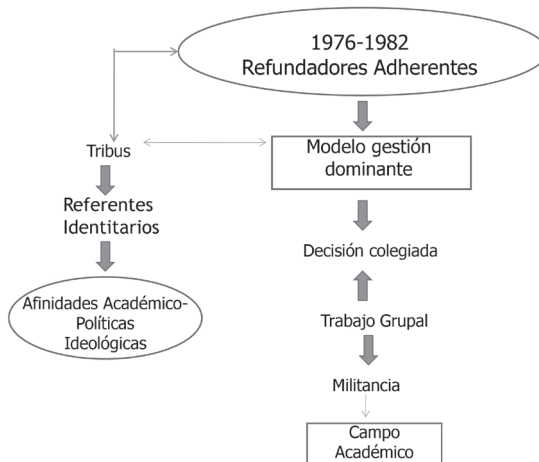 1976-1982
Refundadores Adherentes
Tribus
Modelo gestión
dominante
Referentes
Identitarios
Decisión colegiada
Afinidades Académico-
Políticas
Ideológicas
Trabajo Grupal
Militancia
Campo
Académico